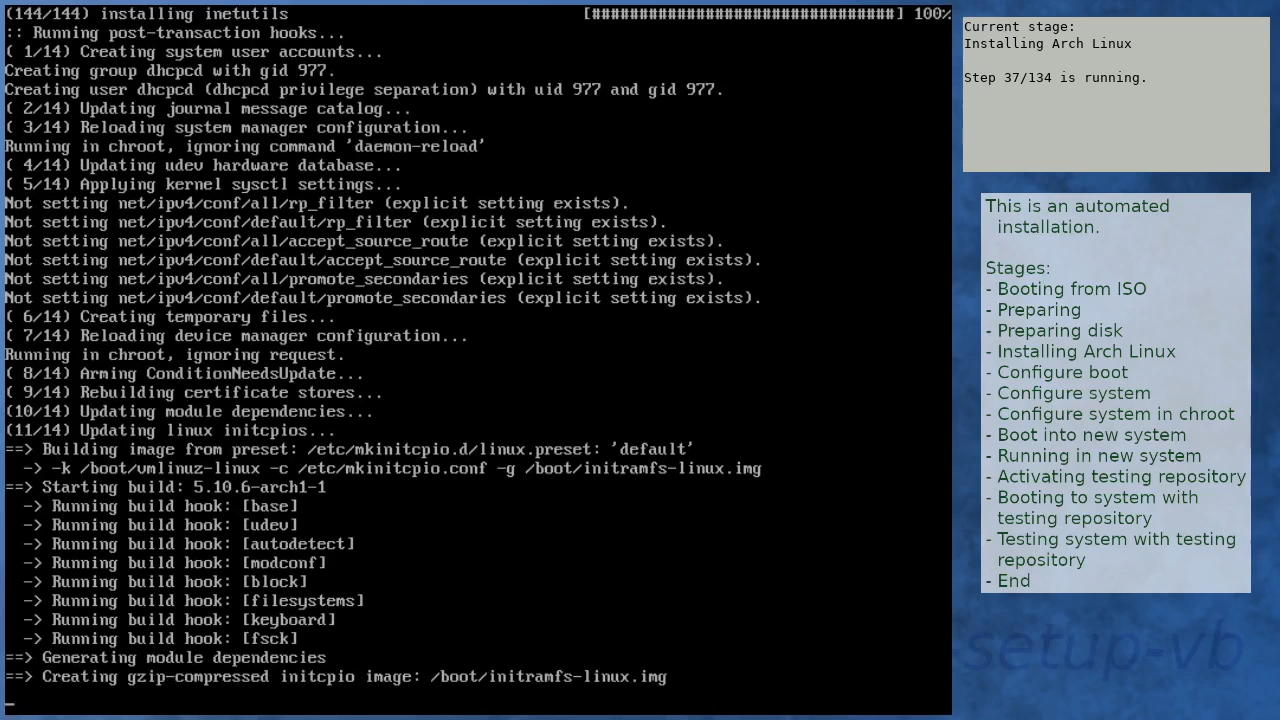 (144/144) installing inetutils [################################] 100%
:: Running post-transaction hooks...
( 1/14) Creating system user accounts...
Creating group dhcpcd with gid 977.
Creating user dhcpcd (dhcpcd privilege separation) with uid 977 and gid 977.
( 2/14) Updating journal message catalog...
( 3/14) Reloading system manager configuration...
Running in chroot, ignoring command 'daemon-reload'
( 4/14) Updating udev hardware database...
( 5/14) Applying kernel sysctl settings...
Not setting net/ipv4/conf/all/rp_filter (explicit setting exists).
Not setting net/ipv4/conf/default/rp_filter (explicit setting exists).
Not setting net/ipv4/conf/all/accept_source_route (explicit setting exists).
Not setting net/ipv4/conf/default/accept_source_route (explicit setting exists).
Not setting net/ipv4/conf/all/promote_secondaries (explicit setting exists).
Not setting net/ipv4/conf/default/promote_secondaries (explicit setting exists).
( 6/14) Creating temporary files...
( 7/14) Reloading device manager configuration...
Running in chroot, ignoring request.
( 8/14) Arming ConditionNeedsUpdate...
( 9/14) Rebuilding certificate stores...
(10/14) Updating module dependencies...
(11/14) Updating linux initcpios...
==> Building image from preset: /etc/mkinitcpio.d/linux.preset: 'default'
-> -k /boot/vmlinuz-linux -c /etc/mkinitcpio.conf -g /boot/initramfs-linux.img
==> Starting build: 5.10.6-arch1-1
-> Running build hook: [base]
-> Running build hook: [udev]
-> Running build hook: [autodetect]
-> Running build hook: [modconf]
-> Running build hook: [block]
-> Running build hook: [filesystems]
-> Running build hook: [keyboard]
-> Running build hook: [fsck]
==> Generating module dependencies
==> Creating gzip-compressed initcpio image: /boot/initramfs-linux.img
Current stage:
Installing Arch Linux
Step 37/134 is running.
This is an automated
installation.
Stages:
- Booting from ISO
- Preparing
- Preparing disk
- Installing Arch Linux
- Configure boot
- Configure system
- Configure system in chroot
- Boot into new system
- Running in new system
- Activating testing repository
- Booting to system with
testing repository
- Testing system with testing
repository
- End
-setup-vb